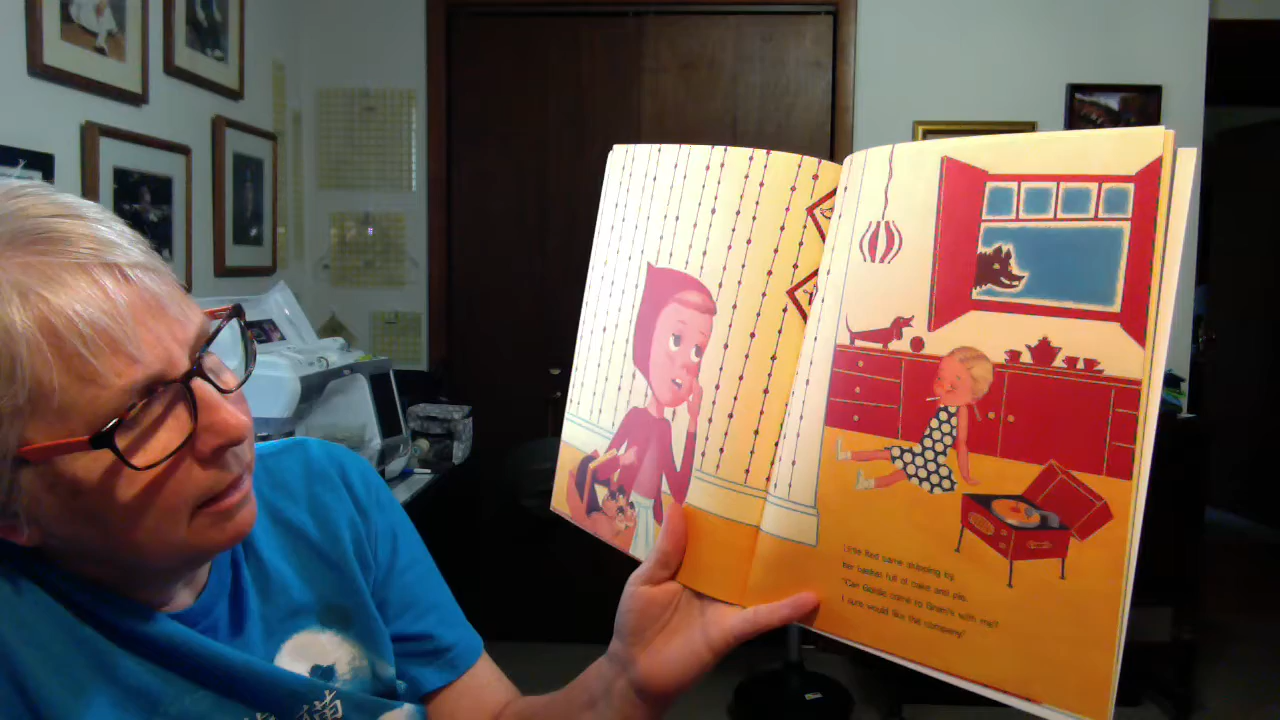 Little Red came skipping by,
her basket full of cake and pie.
"Can Goldie come to Gran's with me?
I sure would like the company!"
猫